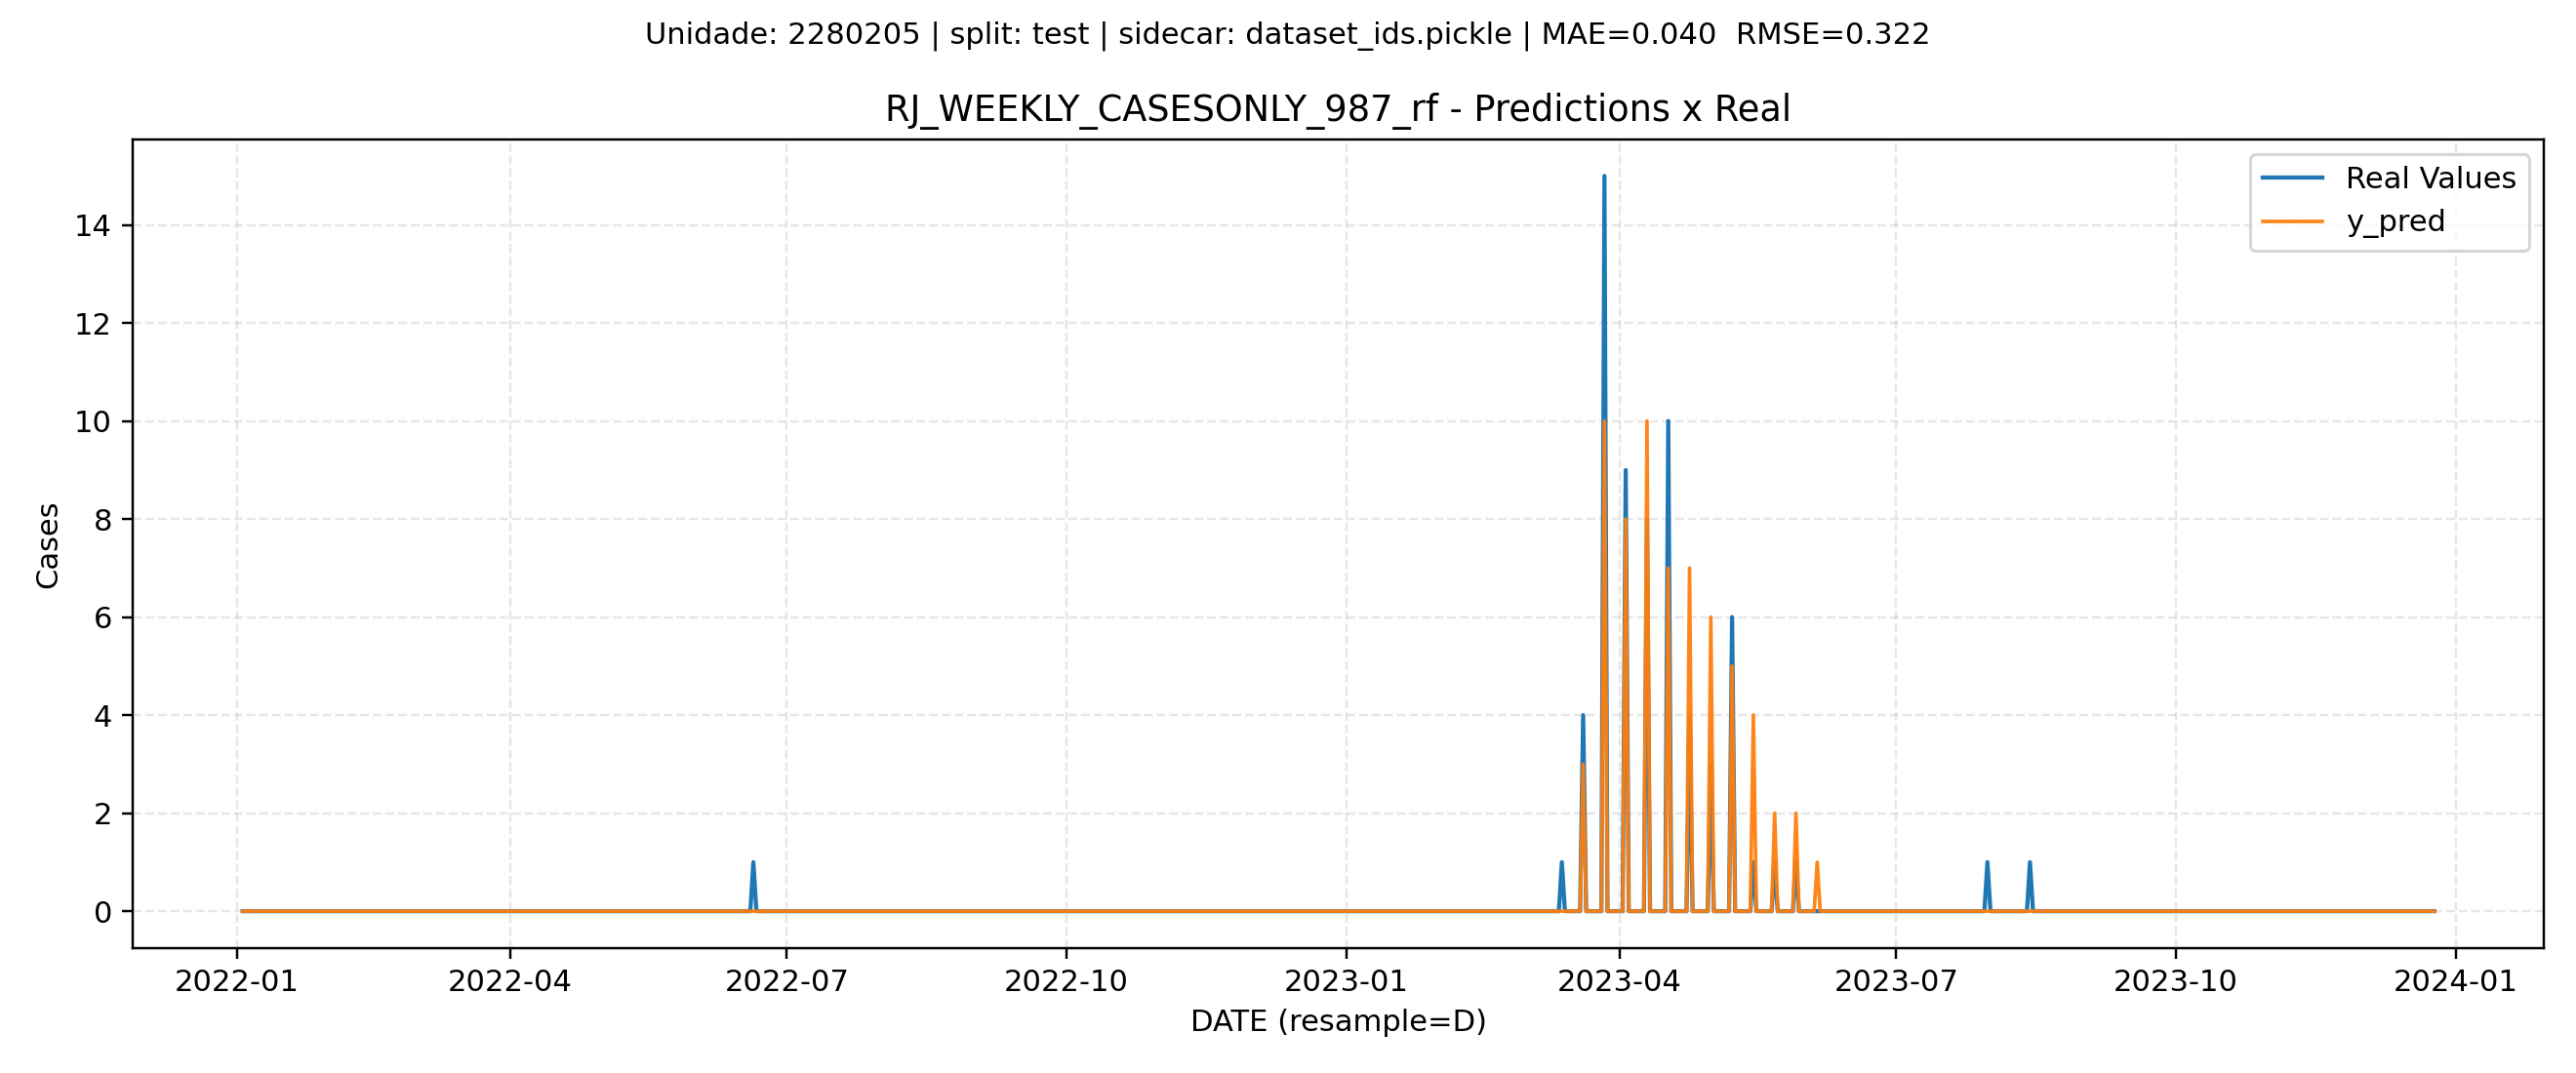 Unidade: 2280205 | split: test | sidecar: dataset_ids.pickle | MAE=0.040  RMSE=0.322
RJ_WEEKLY_CASESONLY_987_rf - Predictions x Real
Real Values
y_pred
14
12
10
8
6
4
2
0
Cases
2022-01
2022-04
2022-07
2022-10
2023-01
2023-04
2023-07
2023-10
2024-01
DATE (resample=D)